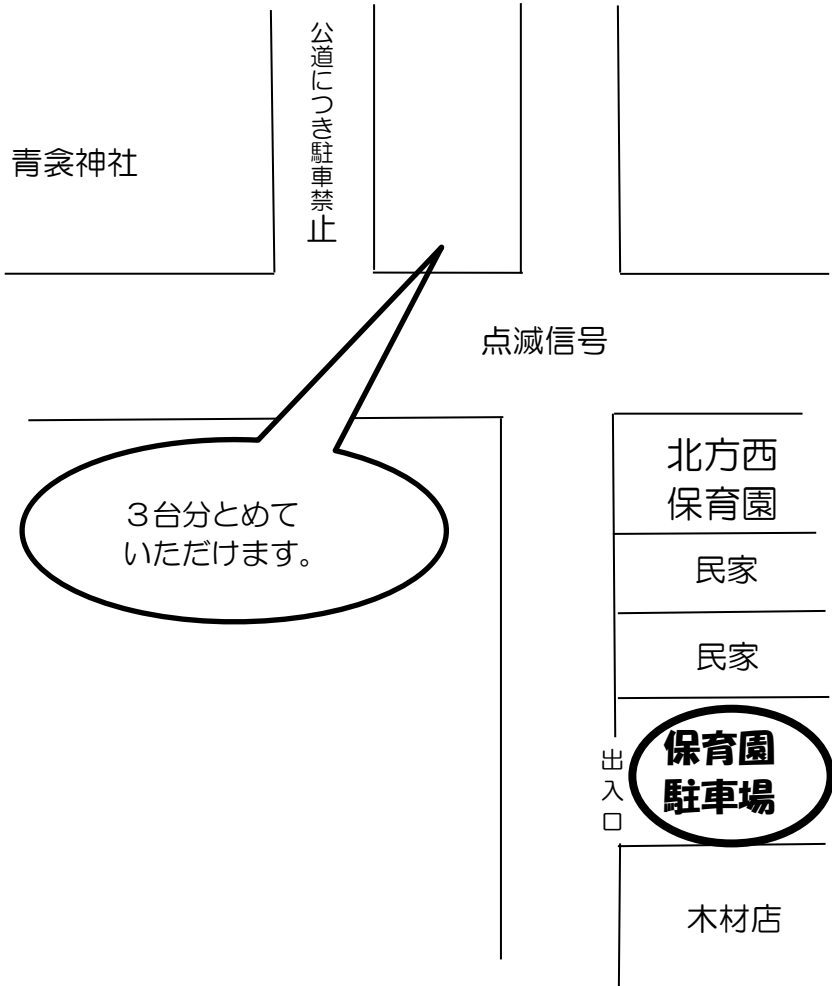 公道につき駐車禁止
青衾神社
点滅信号
北方西
保育園
3台分とめて
いただけます。
民家
民家
保育園
駐車場
出入口
木材店